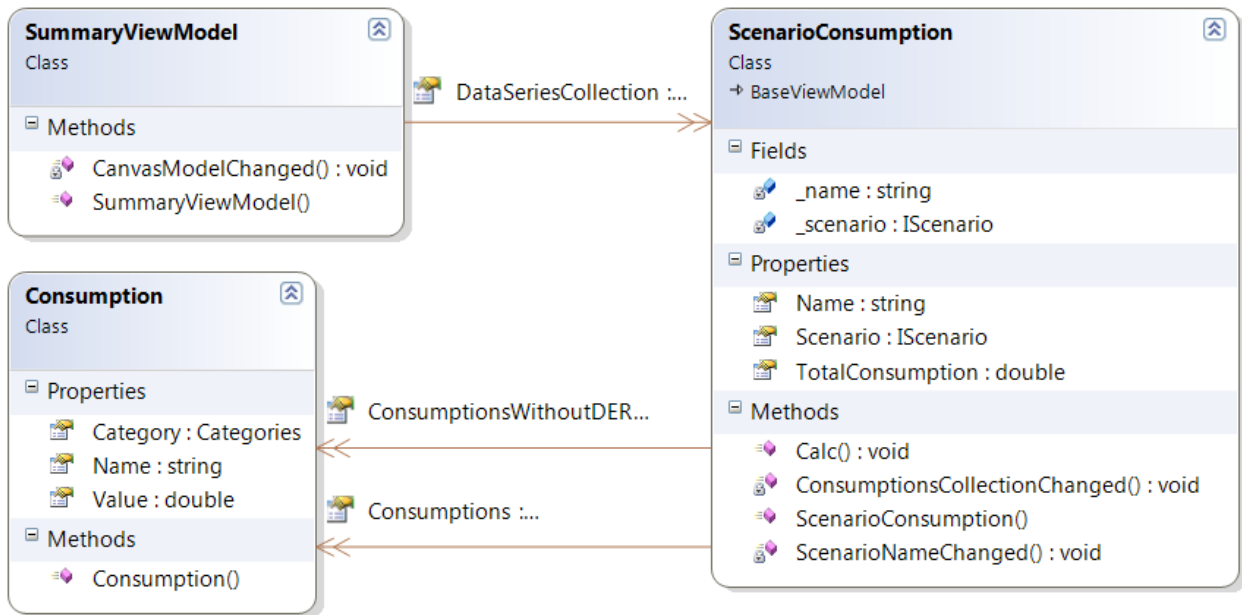 SummaryViewModel
Class
Methods
CanvasModelChanged() : void
SummaryViewModel()
DataSeriesCollection :...
ScenarioConsumption
Class
BaseViewModel
Fields
_name : string
_scenario : IScenario
Properties
Name : string
Scenario : IScenario
TotalConsumption : double
Methods
Calc() : void
ConsumptionsCollectionChanged() : void
ScenarioConsumption()
ScenarioNameChanged() : void
Consumption
Class
Properties
Category : Categories
Name : string
Value : double
Methods
Consumption()
ConsumptionsWithoutDER...
Consumptions :...